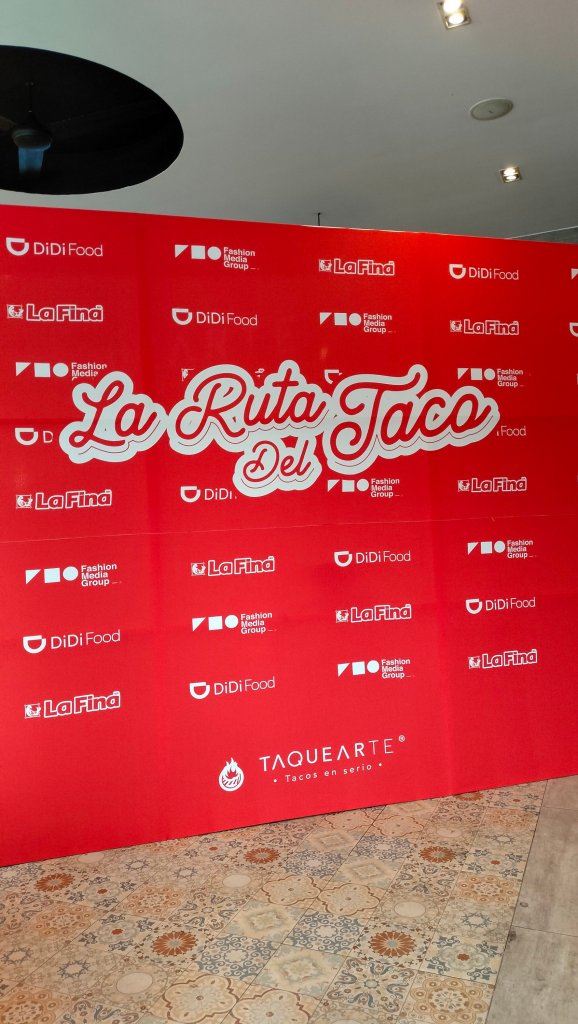 DiDi Food
Fashion
Media
Group
La Fina
DiDi Food
La Fina
DiDi Food
Fashion
Media
Group
La Fina
Fashion
Media
Group
Fashion
Media
Group
La Ruta
Del
Taco
La Fina
DiDi
Fashion
Media
Group
La Fina
Fashion
Media
Group
La Fina
DiDi Food
Fashion
Media
Group
DiDi Food
Fashion
Media
Group
La Fina
DiDi Food
La Fina
DiDi Food
Fashion
Media
Group
La Fina
TAQUEARTE®
• Tacos en serio •